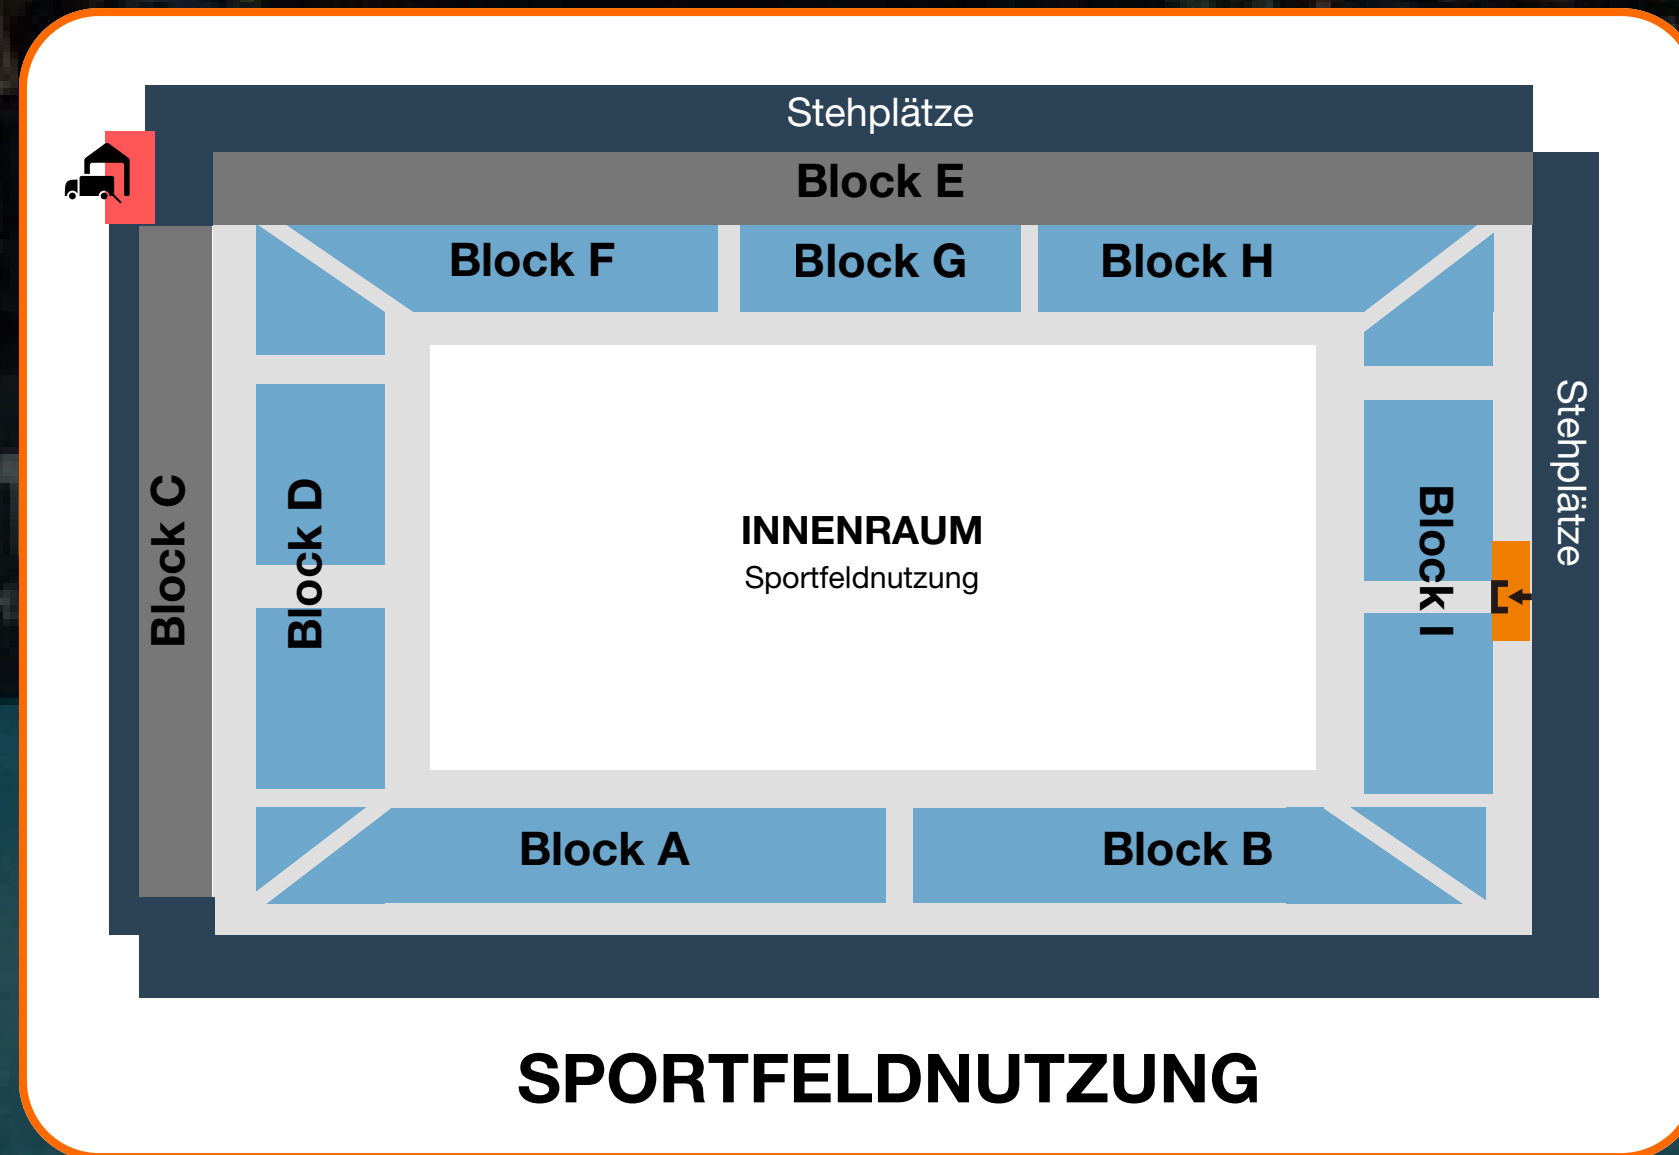 Stehplätze
Block E
Block F
Block G
Block H
Block C
Block D
INNENRAUM
Sportfeldnutzung
Block I
Stehplätze
Block A
Block B
SPORTFELDNUTZUNG